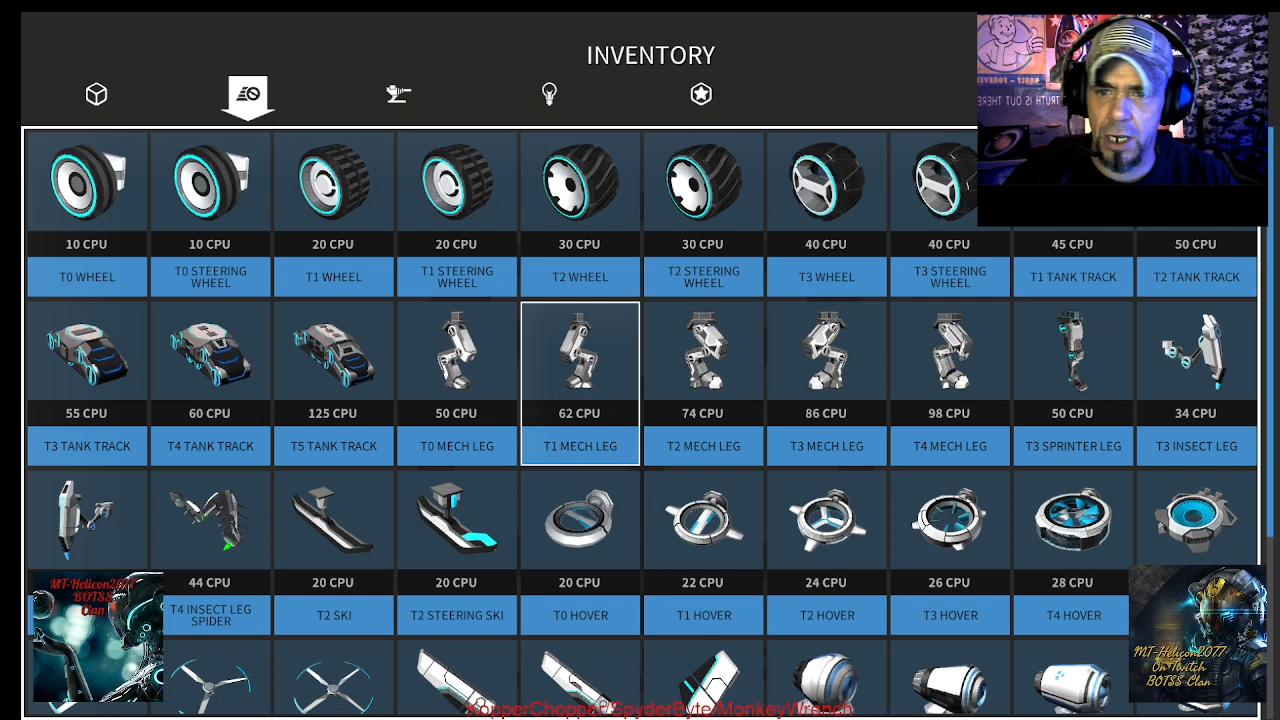 INVENTORY
VAULT-FOREVER
TRUTH IS OUT THERE
10 CPU
10 CPU
20 CPU
20 CPU
30 CPU
30 CPU
40 CPU
40 CPU
45 CPU
50 CPU
T0 WHEEL
T0 STEERING
WHEEL
T1 WHEEL
T1 STEERING
WHEEL
T2 WHEEL
T2 STEERING
WHEEL
T3 WHEEL
T3 STEERING
WHEEL
T1 TANK TRACK
T2 TANK TRACK
55 CPU
60 CPU
125 CPU
50 CPU
62 CPU
74 CPU
86 CPU
98 CPU
50 CPU
34 CPU
T3 TANK TRACK
T4 TANK TRACK
T5 TANK TRACK
T0 MECH LEG
T1 MECH LEG
T2 MECH LEG
T3 MECH LEG
T4 MECH LEG
T3 SPRINTER LEG
T3 INSECT LEG
44 CPU
20 CPU
20 CPU
20 CPU
22 CPU
24 CPU
26 CPU
28 CPU
T4 INSECT LEG
SPIDER
T2 SKI
T2 STEERING SKI
T0 HOVER
T1 HOVER
T2 HOVER
T3 HOVER
T4 HOVER
MT-Helicon2077
BOTSS
Clan
MT-Helicon2077
On Twitch
BOTSS Clan
KopperChopper/SpyderByte/MonkeyWrench